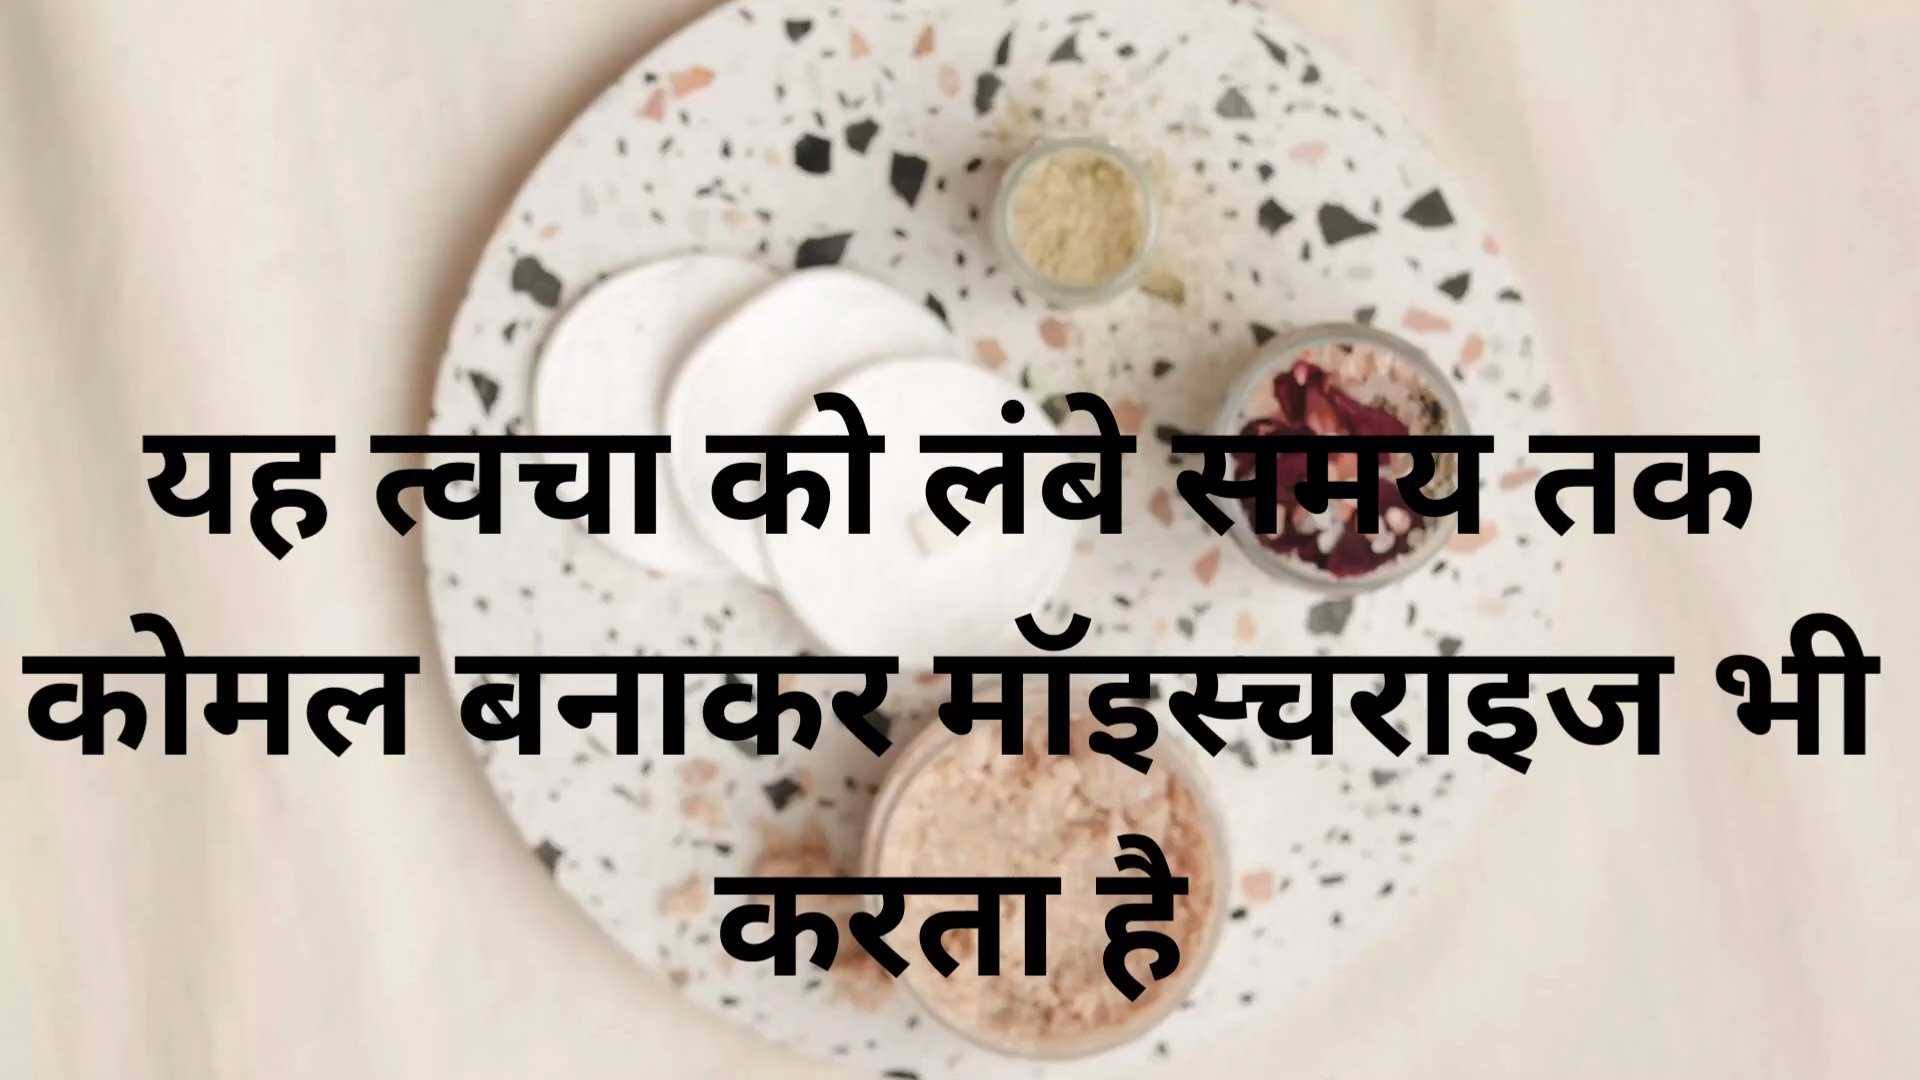 यह त्वचा को लंबे समय तक
कोमल बनाकर मॉइस्चराइज भी
करता है